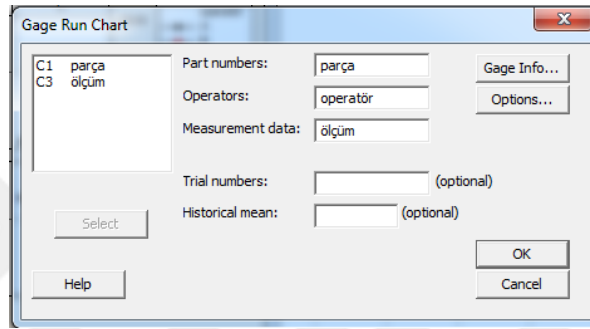 Gage Run Chart
C1 parça
C3 ölçüm
Part numbers: parça
Operators: operatör
Measurement data: ölçüm
Trial numbers: (optional)
Historical mean: (optional)
Gage Info...
Options...
Select
Help
OK
Cancel